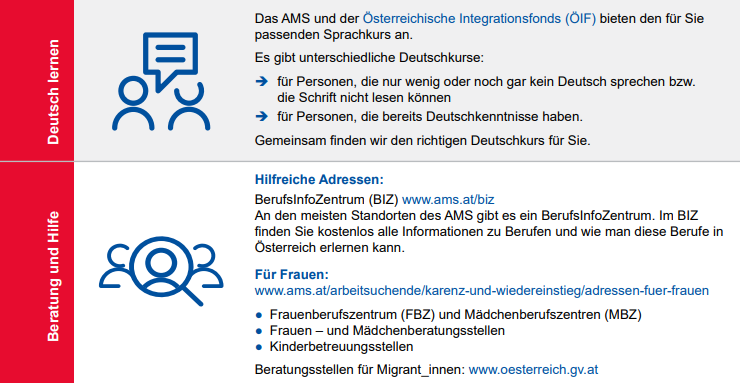 Deutsch lernen
Das AMS und der Österreichische Integrationsfonds (ÖIF) bieten den für Sie
passenden Sprachkurs an.
Es gibt unterschiedliche Deutschkurse:
➔ für Personen, die nur wenig oder noch gar kein Deutsch sprechen bzw.
die Schrift nicht lesen können
➔ für Personen, die bereits Deutschkenntnisse haben.
Gemeinsam finden wir den richtigen Deutschkurs für Sie.
Beratung und Hilfe
Hilfreiche Adressen:
BerufsInfoZentrum (BIZ) www.ams.at/biz
An den meisten Standorten des AMS gibt es ein BerufsInfoZentrum. Im BIZ
finden Sie kostenlos alle Informationen zu Berufen und wie man diese Berufe in
Österreich erlernen kann.
Für Frauen:
www.ams.at/arbeitsuchende/karenz-und-wiedereinstieg/adressen-fuer-frauen
● Frauenberufszentrum (FBZ) und Mädchenberufszentren (MBZ)
● Frauen – und Mädchenberatungsstellen
● Kinderbetreuungsstellen
Beratungsstellen für Migrant_innen: www.oesterreich.gv.at